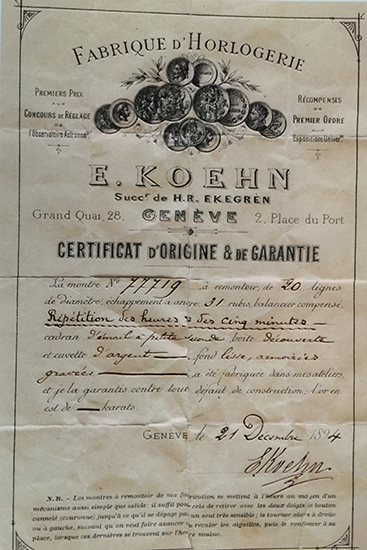 FABRIQUE D'HORLOGERIE
PREMIERS PRIX
AUX
CONCOURS DE RÉGLAGE
DE
l'Observatoire Astronomque
RÉCOMPENSES
DE
PREMIER ORDRE
AUX
Expositions Univerles
E. KOEHN
Succr de H.R. EKEGRÉN
Grand Quai, 28, GENÈVE 2, Place du Port
CERTIFICAT D'ORIGINE & DE GARANTIE
La montre No 77719, à remontoir, de 20 lignes
de diamètre, échappement à ancre, 31 rubis, balancier compensé,
Répétition des heures & des cinq minutes
cadran d'émail à petite seconde boîte découverte
et cuvette d'argent fond lisse, armoiries
gravées a été fabriquée dans mes ateliers,
et je la garantis contre tout défaut de construction; l'or en
est de karats.
GENÈVE le 21 Décembre 1894
EKoehn
N.B. - Les montres à remontoir de ma fabrication se mettent à l'heure au moyen d'un
mécanisme aussi simple que solide: il suffit pour cela de retirer avec les deux doigts le bouton
cannelé (couronne) jusqu'à ce qu'il se dégage par un saut très sensible; le tourner alors à droite
ou à gauche, suivant qu'on veut faire avancer ou reculer les aiguilles, puis le renfoncer à sa
place, lorsque ces dernières se trouvent sur l'heure voulue.